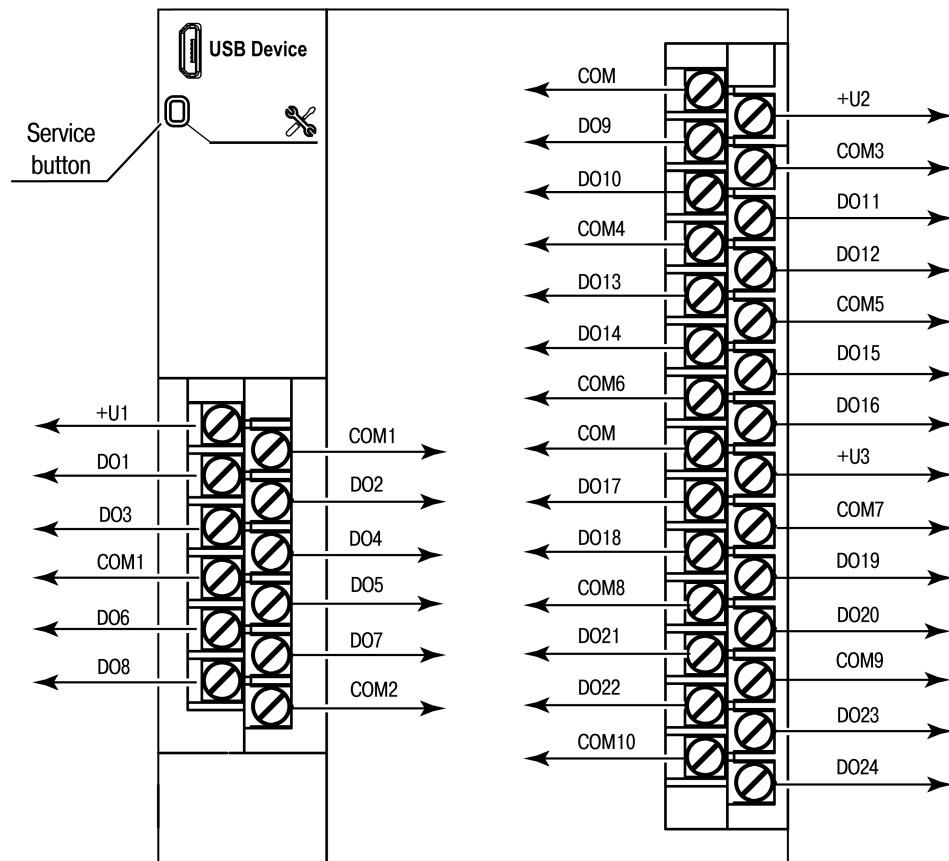 USB Device
Service
button
+U1
COM1
DO1
DO2
DO3
DO4
COM1
DO5
DO6
DO7
DO8
COM2
COM
+U2
DO9
COM3
DO10
DO11
COM4
DO12
DO13
COM5
DO14
DO15
COM6
DO16
COM
+U3
DO17
COM7
DO18
DO19
COM8
DO20
DO21
COM9
DO22
DO23
COM10
DO24